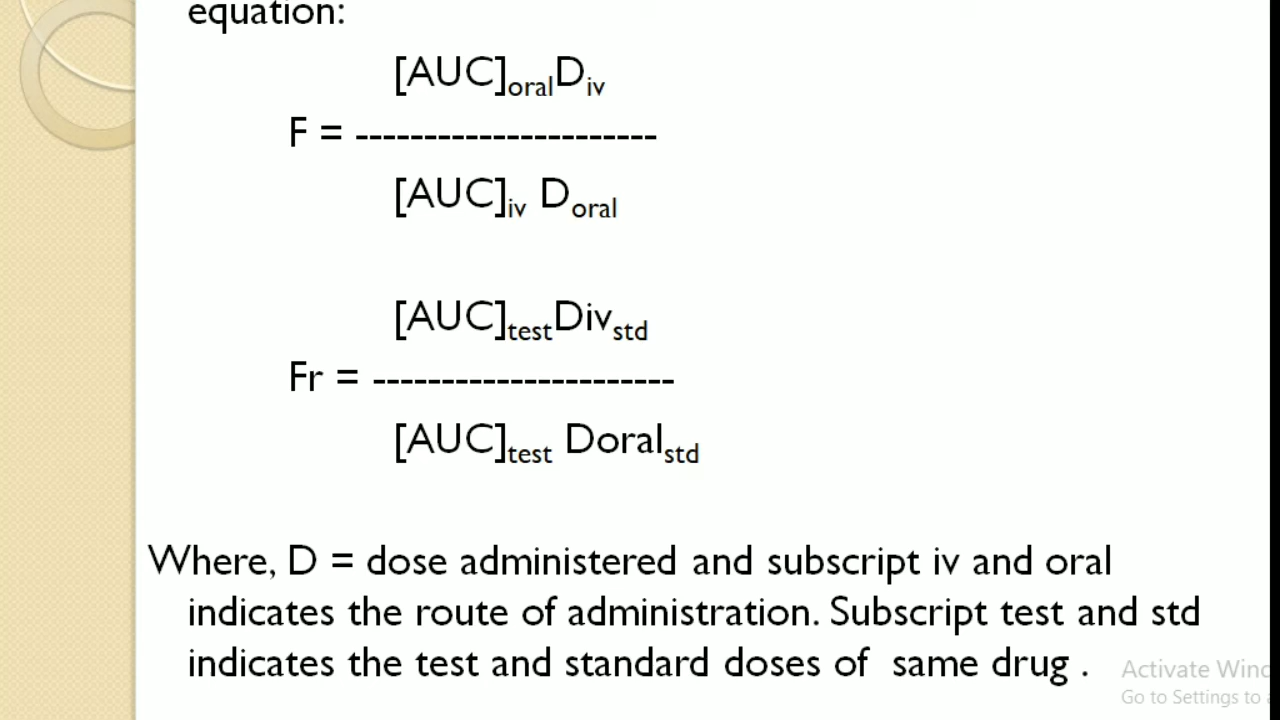 equation:
[AUC]oralDiv
F = ----------------------
[AUC]iv Doral
[AUC]testDivstd
Fr = ----------------------
[AUC]test Doralstd
Where, D = dose administered and subscript iv and oral
indicates the route of administration. Subscript test and std
indicates the test and standard doses of same drug .
Activate Wind
Go to Settings to